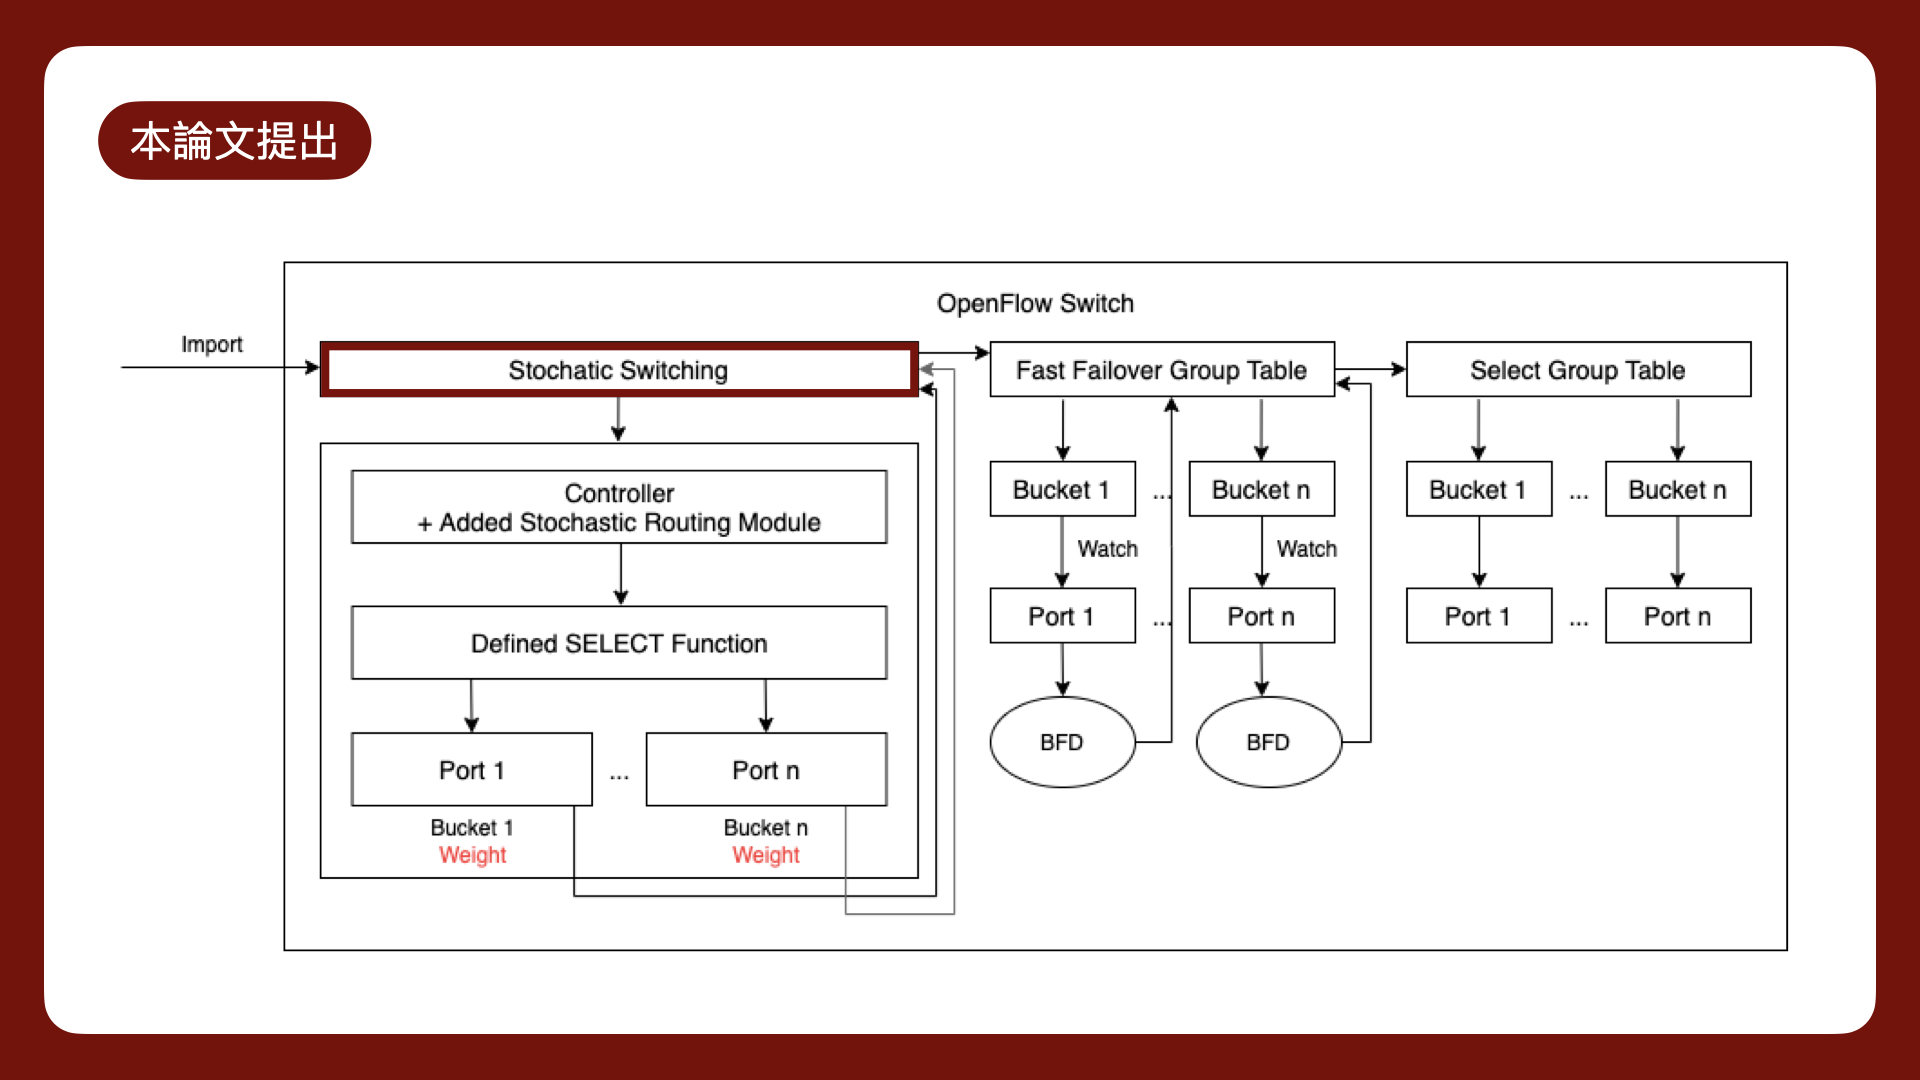 本論文提出
OpenFlow Switch
Import
Stochatic Switching
Fast Failover Group Table
Select Group Table
Controller
+ Added Stochastic Routing Module
Defined SELECT Function
Port 1
...
Port n
Bucket 1
Weight
Bucket n
Weight
Bucket 1
...
Bucket n
Watch
Watch
Port 1
...
Port n
BFD
BFD
Bucket 1
...
Bucket n
Port 1
...
Port n